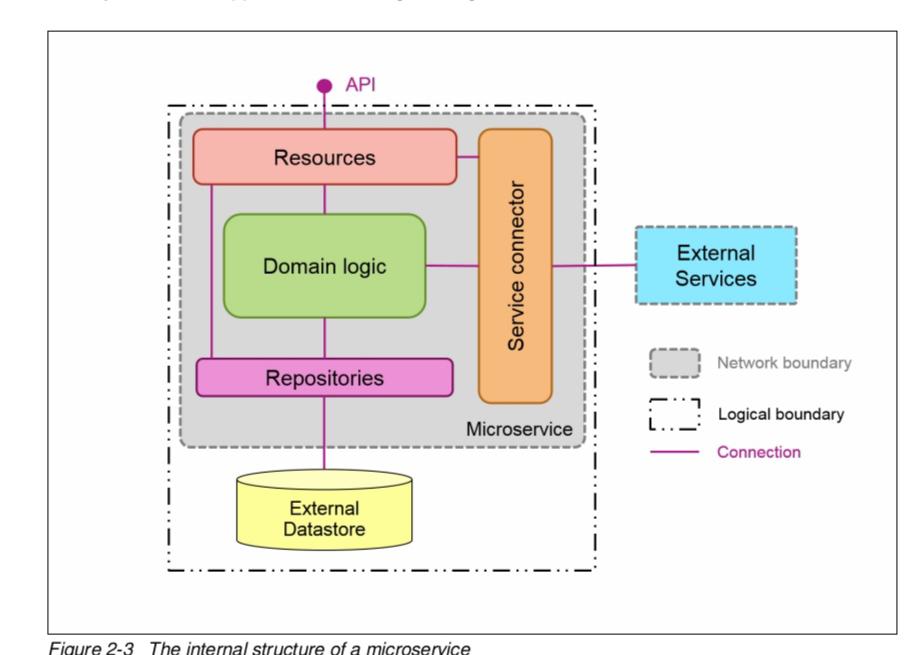 API
Resources
Domain logic
Service connector
External
Services
Repositories
Network boundary
Logical boundary
Microservice
Connection
External
Datastore
Figure 2-3 The internal structure of a microservice